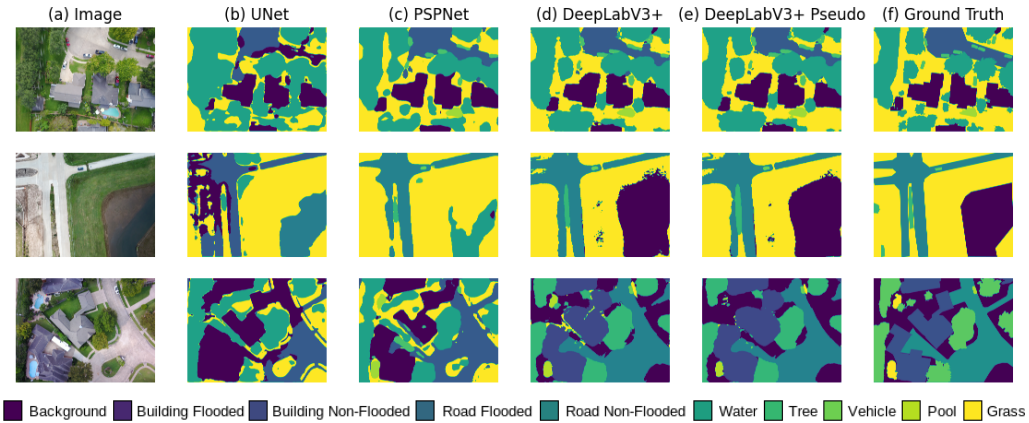 (a) Image (b) UNet (c) PSPNet (d) DeepLabV3+ (e) DeepLabV3+ Pseudo (f) Ground Truth
Background Building Flooded Building Non-Flooded Road Flooded Road Non-Flooded Water Tree Vehicle Pool Grass